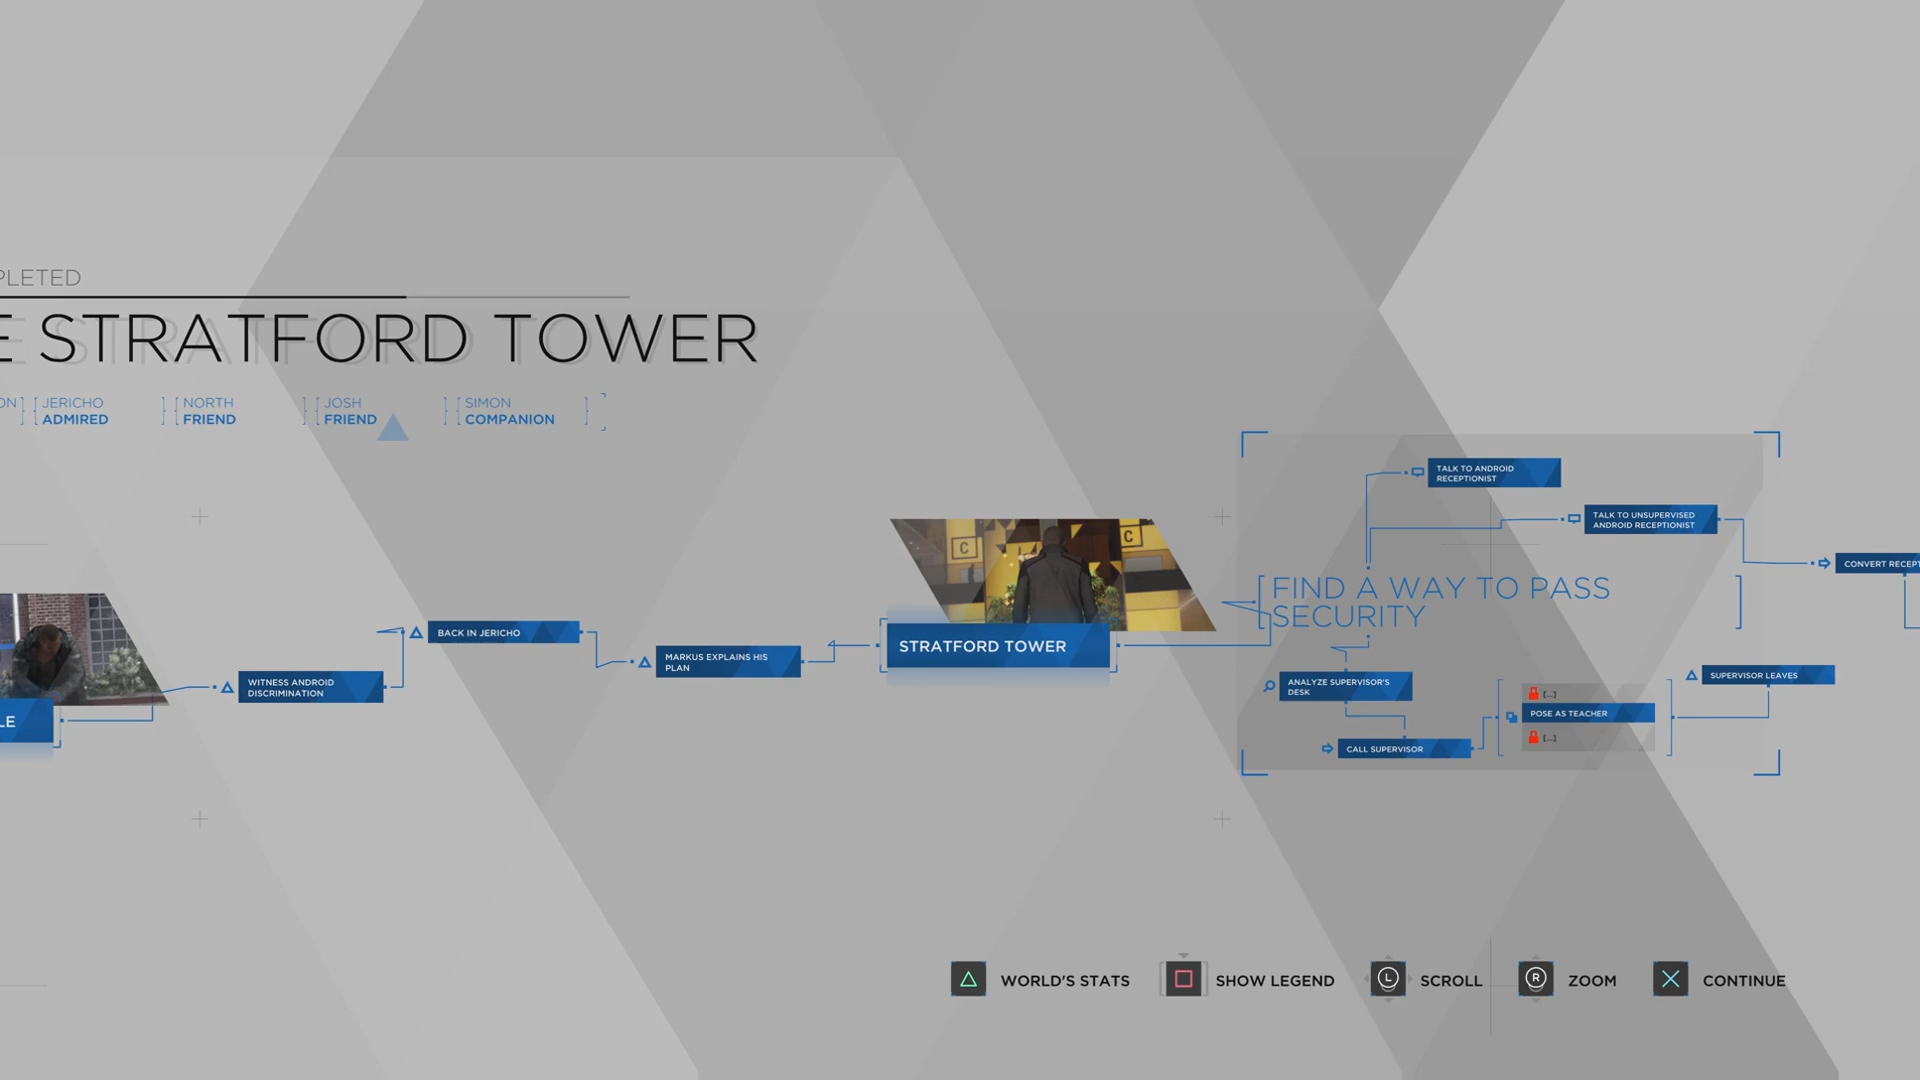 PLETED
E STRATFORD TOWER
ON
JERICHO
ADMIRED
NORTH
FRIEND
JOSH
FRIEND
SIMON
COMPANION
LE
WITNESS ANDROID
DISCRIMINATION
BACK IN JERICHO
MARKUS EXPLAINS HIS
PLAN
C
C
STRATFORD TOWER
FIND A WAY TO PASS
SECURITY
TALK TO ANDROID
RECEPTIONIST
TALK TO UNSUPERVISED
ANDROID RECEPTIONIST
CONVERT RECEPT
ANALYZE SUPERVISOR'S
DESK
CALL SUPERVISOR
[...]
POSE AS TEACHER
[...]
SUPERVISOR LEAVES
WORLD'S STATS
SHOW LEGEND
L
SCROLL
R
ZOOM
CONTINUE